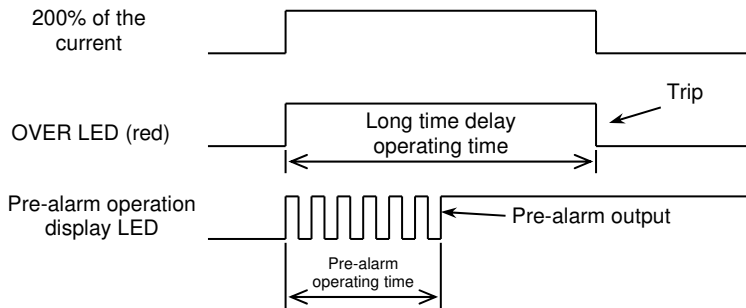 200% of the
current
Trip
OVER LED (red)
Long time delay
operating time
Pre-alarm operation
display LED
Pre-alarm output
Pre-alarm
operating time